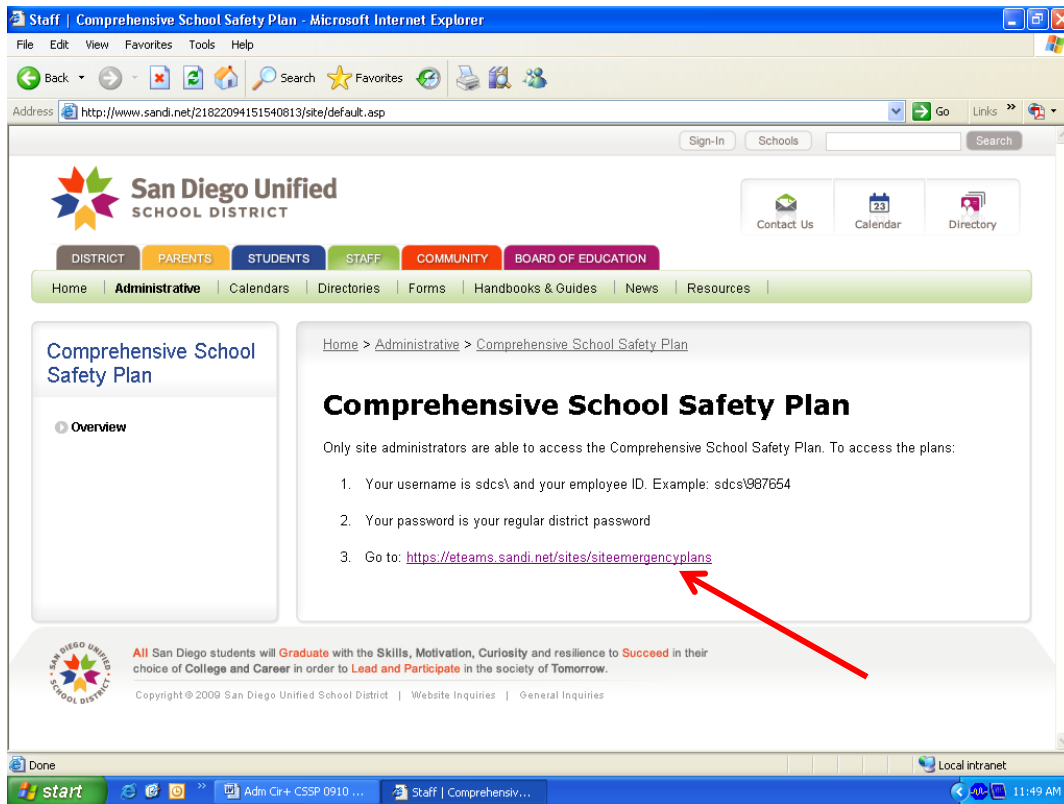 Staff | Comprehensive School Safety Plan - Microsoft Internet Explorer
File Edit View Favorites Tools Help
Back Search Favorites
Address http://www.sandi.net/21822094151540813/site/default.asp Go Links »
Sign-In Schools Search
San Diego Unified
SCHOOL DISTRICT
23
Contact Us Calendar Directory
DISTRICT PARENTS STUDENTS STAFF COMMUNITY BOARD OF EDUCATION
Home | Administrative | Calendars | Directories | Forms | Handbooks & Guides | News | Resources |
Comprehensive School
Safety Plan
Overview
Home > Administrative > Comprehensive School Safety Plan
Comprehensive School Safety Plan
Only site administrators are able to access the Comprehensive School Safety Plan. To access the plans:
1. Your username is sdcs\ and your employee ID. Example: sdcs\987654
2. Your password is your regular district password
3. Go to: https://eteams.sandi.net/sites/siteemergencyplans
SAN DIEGO UNIFIED
SCHOOL DISTRICT
All San Diego students will Graduate with the Skills, Motivation, Curiosity and resilience to Succeed in their
choice of College and Career in order to Lead and Participate in the society of Tomorrow.
Copyright © 2009 San Diego Unified School District | Website Inquiries | General Inquiries
Done Local intranet
start » Adm Cir+ CSSP 0910 ... Staff | Comprehensiv... 11:49 AM